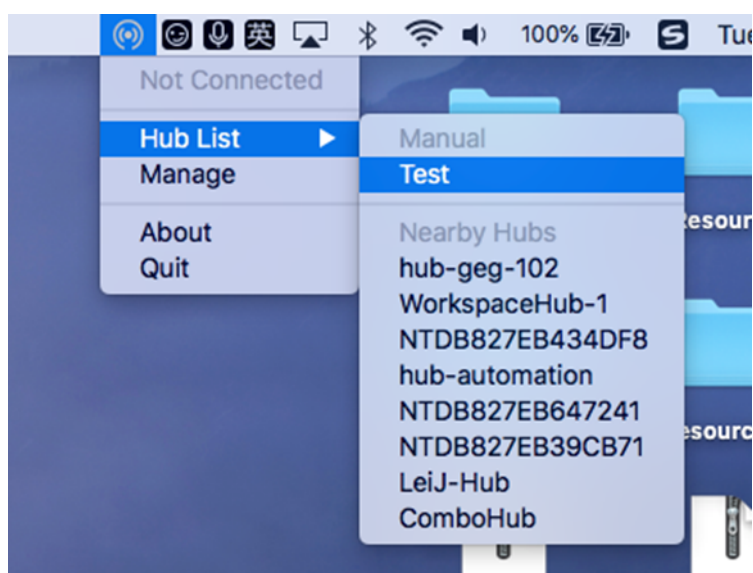 英 100% S Tue
Not Connected
Hub List
Manage
About
Quit
Manual
Test
Nearby Hubs
hub-geg-102
WorkspaceHub-1
NTDB827EB434DF8
hub-automation
NTDB827EB647241
NTDB827EB39CB71
LeiJ-Hub
ComboHub
Resour
esourc